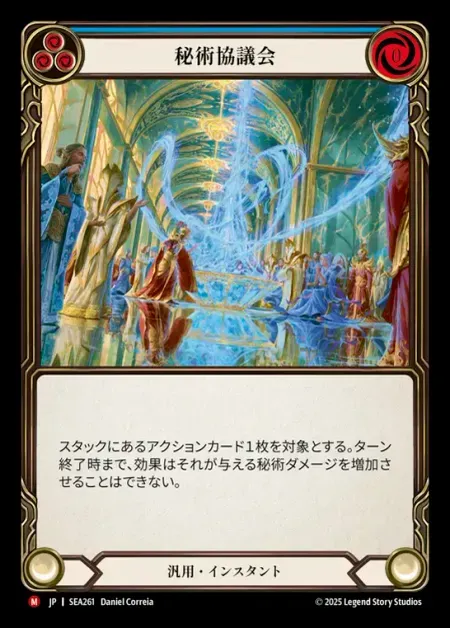 秘術協議会
0
スタックにあるアクションカード1枚を対象とする。ターン
終了時まで、効果はそれが与える秘術ダメージを増加さ
せることはできない。
汎用・インスタント
M JP | SEA261 Daniel Correia
© 2025 Legend Story Studios